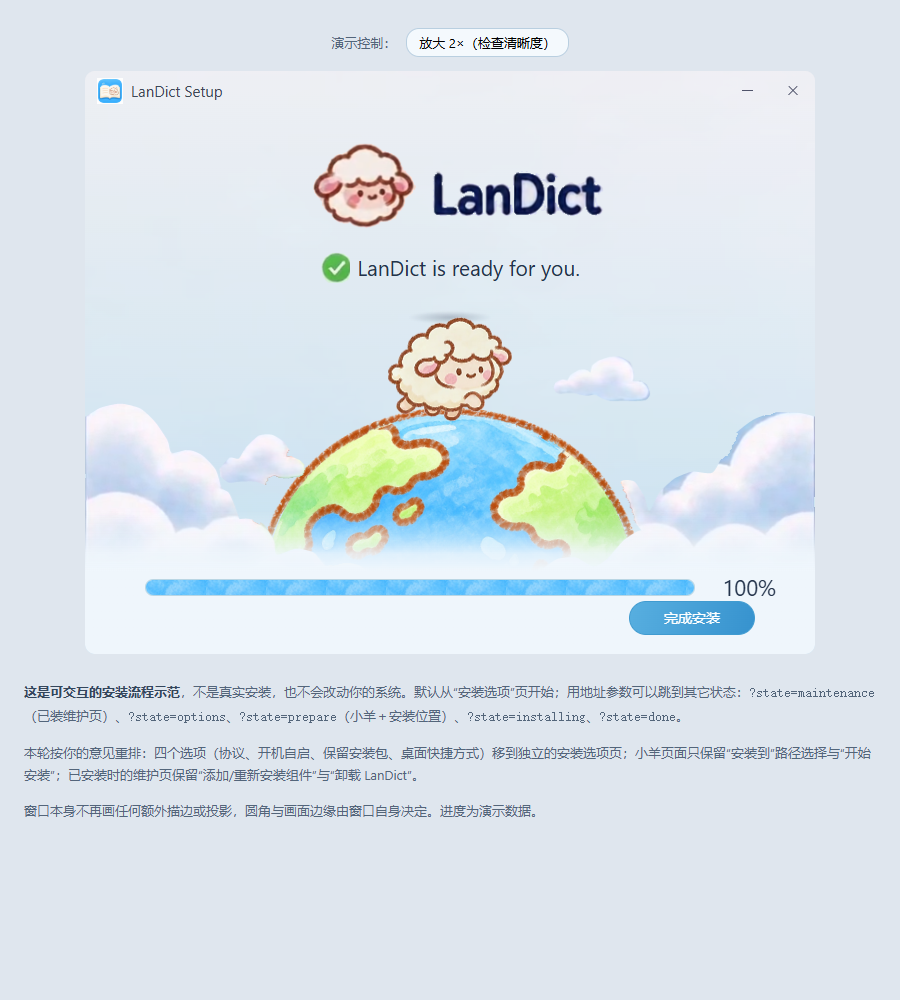 演示控制： 放大 2×（检查清晰度）
LanDict Setup
LanDict
LanDict is ready for you.
100%
完成安装
这是可交互的安装流程示范，不是真实安装，也不会改动你的系统。默认从“安装选项”页开始；用地址参数可以跳到其它状态：?state=maintenance
（已装维护页）、?state=options、?state=prepare（小羊＋安装位置）、?state=installing、?state=done。
本轮按你的意见重排：四个选项（协议、开机自启、保留安装包、桌面快捷方式）移到独立的安装选项页；小羊页面只保留“安装到”路径选择与“开始
安装”；已安装时的维护页保留“添加/重新安装组件”与“卸载 LanDict”。
窗口本身不再画任何额外描边或投影，圆角与画面边缘由窗口自身决定。进度为演示数据。